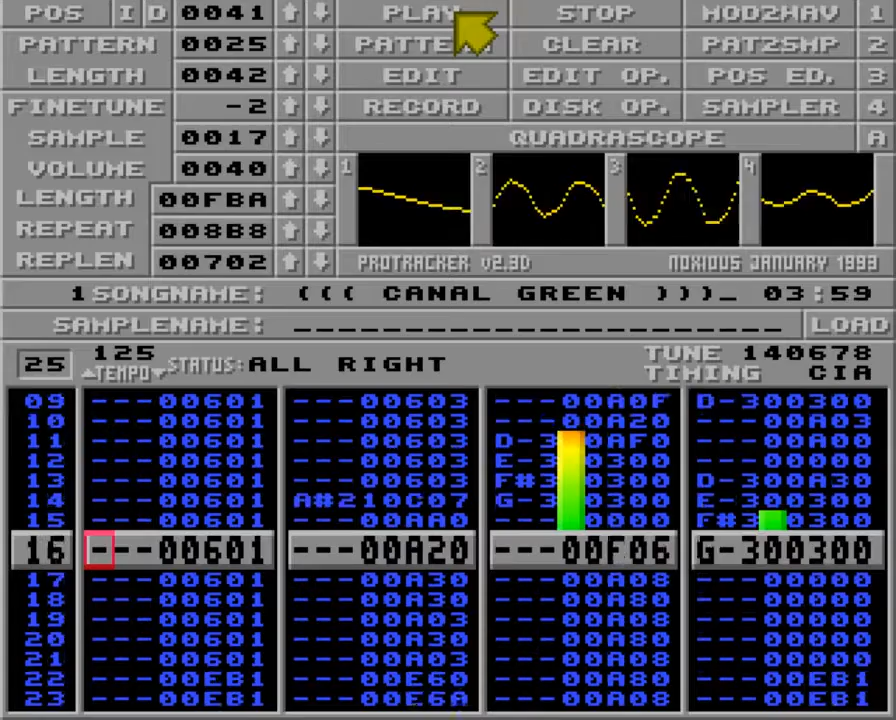 POS I D 0041 PLAY STOP MOD2WAV 1
PATTERN 0025 PATTE CLEAR PAT2SMP 2
LENGTH 0042 EDIT EDIT OP. POS ED. 3
FINETUNE -2 RECORD DISK OP. SAMPLER 4
SAMPLE 0017 QUADRASCOPE A
VOLUME 0040 1 2 3 4
LENGTH 00FBA
REPEAT 008B8
REPLEN 00702 PROTRACKER V2.3D NOXIOUS JANUARY 1993
1 SONGNAME: ((( CANAL GREEN )))_ 03:59
SAMPLENAME: ______________________ LOAD
25 125 TEMPO STATUS: ALL RIGHT TUNE 140678
TIMING CIA
09 ---00601 ---00603 ---00A0F D-300300
10 ---00601 ---00603 ---00A20 ---00A03
11 ---00601 ---00603 D-3 0AF0 ---00A00
12 ---00601 ---00603 E-3 0300 ---00000
13 ---00601 ---00603 F#3 0300 D-300A30
14 ---00601 A#210C07 G-3 0300 E-300300
15 ---00601 ---00AA0 --- 0000 F#3 0300
16 ---00601 ---00A20 ---00F06 G-300300
17 ---00601 ---00A30 ---00A08 ---00000
18 ---00601 ---00A30 ---00A80 ---00000
19 ---00601 ---00A03 ---00A08 ---00000
20 ---00601 ---00A30 ---00A80 ---00000
21 ---00601 ---00A03 ---00A08 ---00000
22 ---00EB1 ---00E60 ---00A80 ---00EB1
23 ---00EB1 ---00E6A ---00A08 ---00EB1